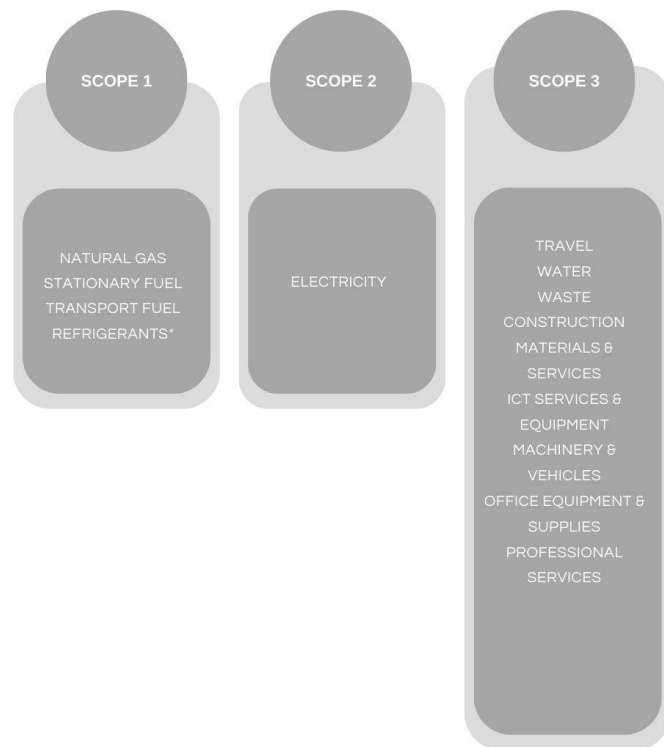 SCOPE 1
NATURAL GAS
STATIONARY FUEL
TRANSPORT FUEL
REFRIGERANTS*
SCOPE 2
ELECTRICITY
SCOPE 3
TRAVEL
WATER
WASTE
CONSTRUCTION
MATERIALS &
SERVICES
ICT SERVICES &
EQUIPMENT
MACHINERY &
VEHICLES
OFFICE EQUIPMENT &
SUPPLIES
PROFESSIONAL
SERVICES